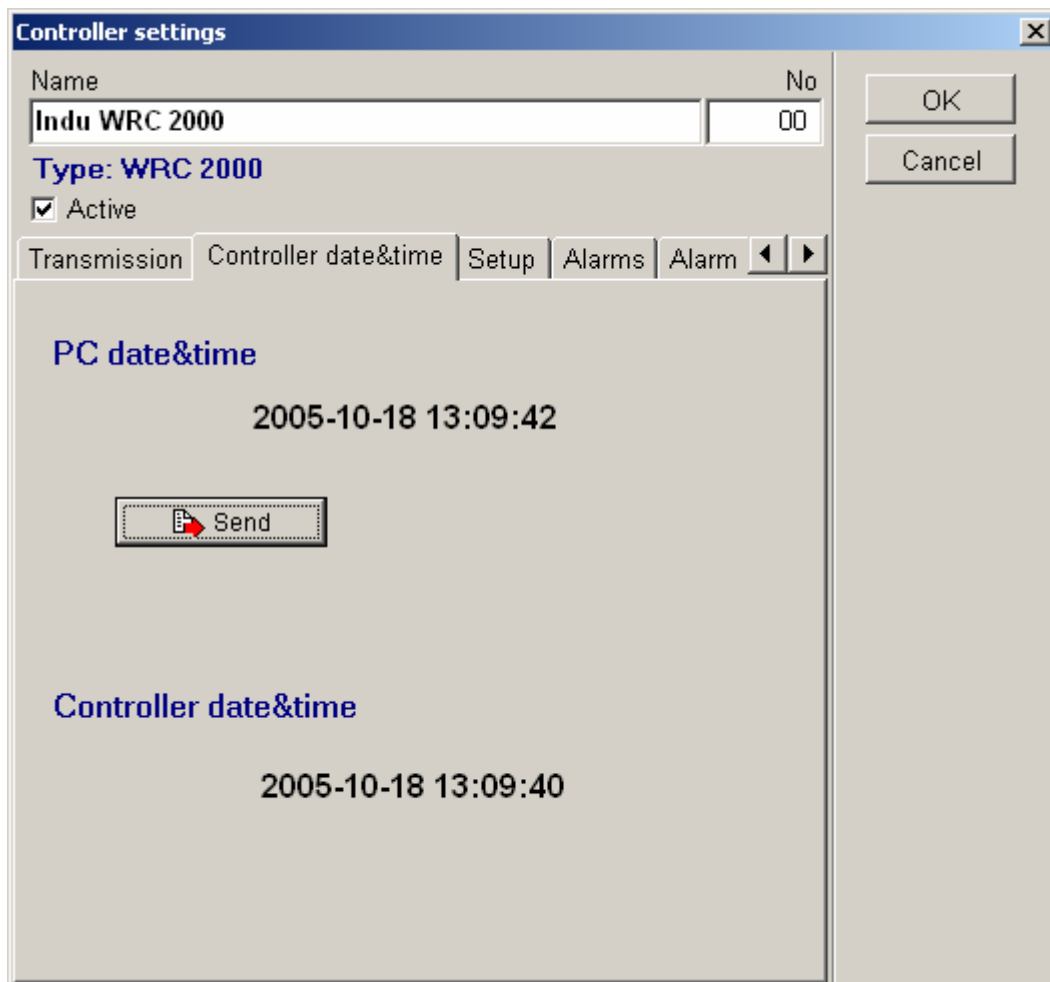 Controller settings
Name No
Indu WRC 2000 00
OK
Type: WRC 2000
Cancel
Active
Transmission Controller date&time Setup Alarms Alarm
PC date&time
2005-10-18 13:09:42
Send
Controller date&time
2005-10-18 13:09:40